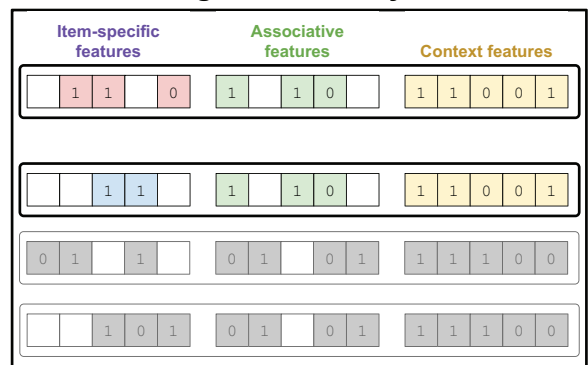 Item-specific features Associative features Context features
1 1 0 1 1 0 1 1 0 0 1
1 1 1 1 0 1 1 0 0 1
0 1 1 0 1 0 1 1 1 1 0 0
1 0 1 0 1 0 1 1 1 1 0 0